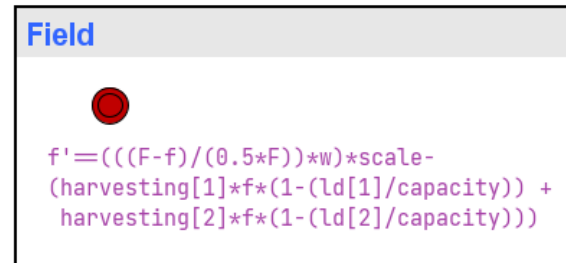 Field
f'==(((F-f)/(0.5*F))*w)*scale-
(harvesting[1]*f*(1-(ld[1]/capacity)) +
harvesting[2]*f*(1-(ld[2]/capacity)))